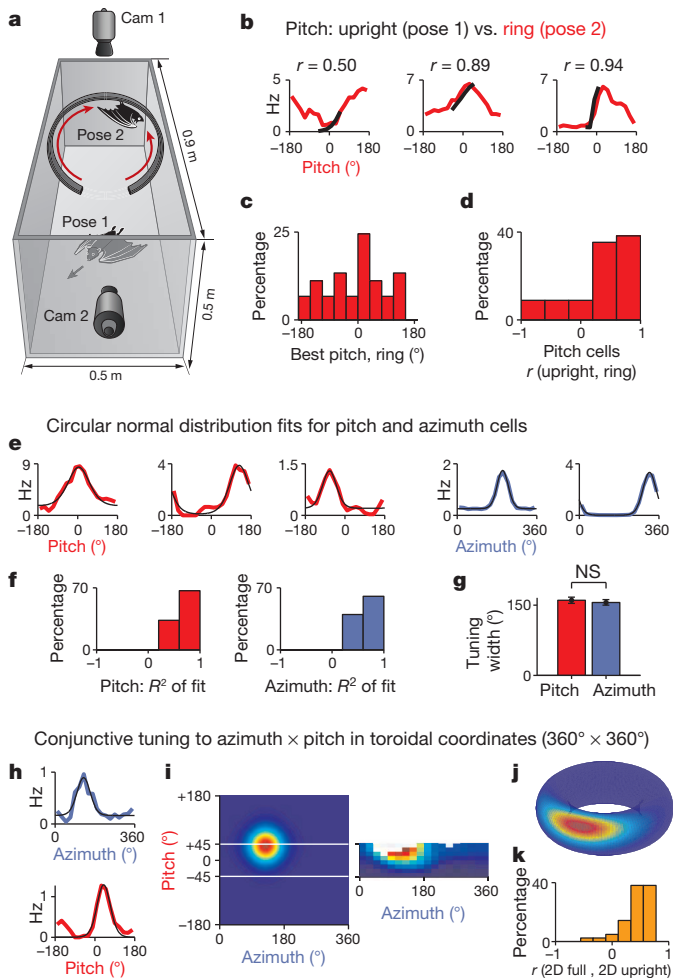 a
Cam 1
Pose 2
0.9 m
Pose 1
Cam 2
0.5 m
0.5 m
b Pitch: upright (pose 1) vs. ring (pose 2)
r = 0.50
r = 0.89
r = 0.94
Hz
5
0
−180 0 180
7
0
−180 0 180
7
0
−180 0 180
Pitch (°)
c
Percentage
25
0
−180 0 180
Best pitch, ring (°)
d
Percentage
40
0
−1 0 1
Pitch cells
r (upright, ring)
Circular normal distribution fits for pitch and azimuth cells
e
Hz
9
0
−180 0 180
Pitch (°)
4
0
−180 0 180
1.5
0
−180 0 180
Hz
2
0
0 360
Azimuth (°)
4
0
0 360
f
Percentage
70
0
−1 0 1
Pitch: R² of fit
Percentage
70
0
−1 0 1
Azimuth: R² of fit
g
NS
Tuning
width (°)
150
0
Pitch Azimuth
Conjunctive tuning to azimuth × pitch in toroidal coordinates (360° × 360°)
h
Hz
1
0
0 360
Azimuth (°)
Hz
1
0
−180 0 180
Pitch (°)
i
Pitch (°)
+180
+45
0
−45
−180
0 360
Azimuth (°)
0 180 360
Azimuth (°)
j
k
Percentage
40
0
−1 0 1
r (2D full , 2D upright)